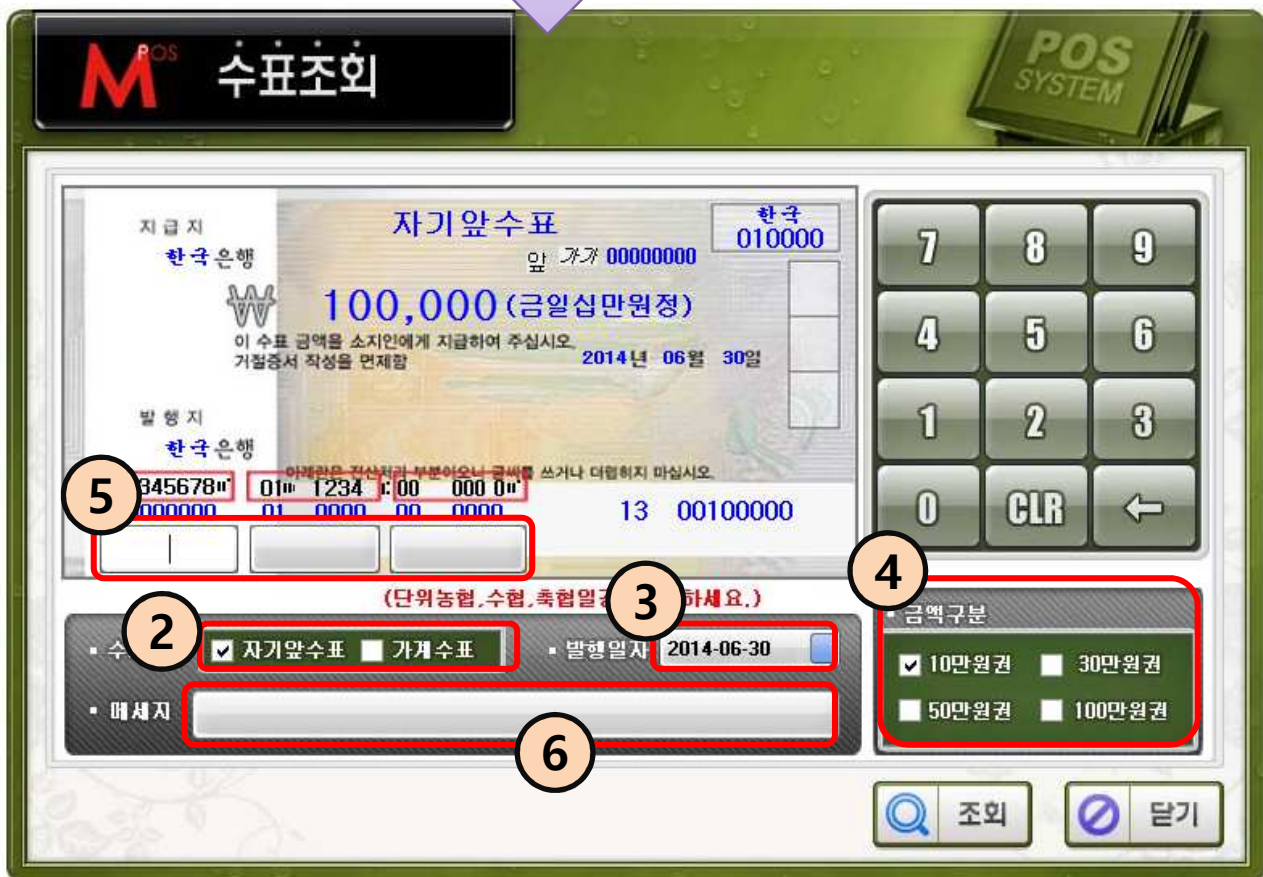 MPOS 수표조회
POS
SYSTEM
지급지
한국은행
자기앞수표
한국
010000
앞 가가 00000000
₩ 100,000 (금일십만원정)
이 수표 금액을 소지인에게 지급하여 주십시오.
거절증서 작성을 면제함
2014년 06월 30일
발행지
한국은행
아래란은 전산처리 부분이오니 글씨를 쓰거나 더럽히지 마십시오.
345678⑈ 01⑈ 1234 ⑆ 00 000 0⑈
000000 01 0000 00 0000 13 00100000
5
(단위농협,수협,축협일 하세요.)
2
3
4
자기앞수표 가계수표
발행일자 2014-06-30
메세지
6
금액구분
10만원권 30만원권
50만원권 100만원권
7 8 9
4 5 6
1 2 3
0 CLR ←
조회 닫기